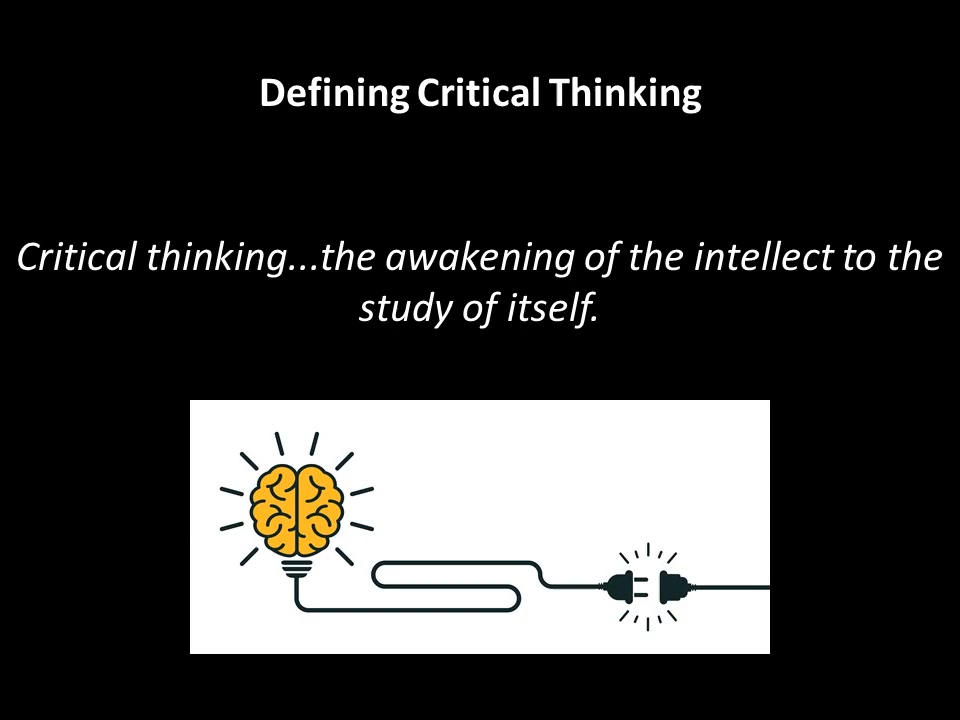 Defining Critical Thinking
Critical thinking...the awakening of the intellect to the
study of itself.